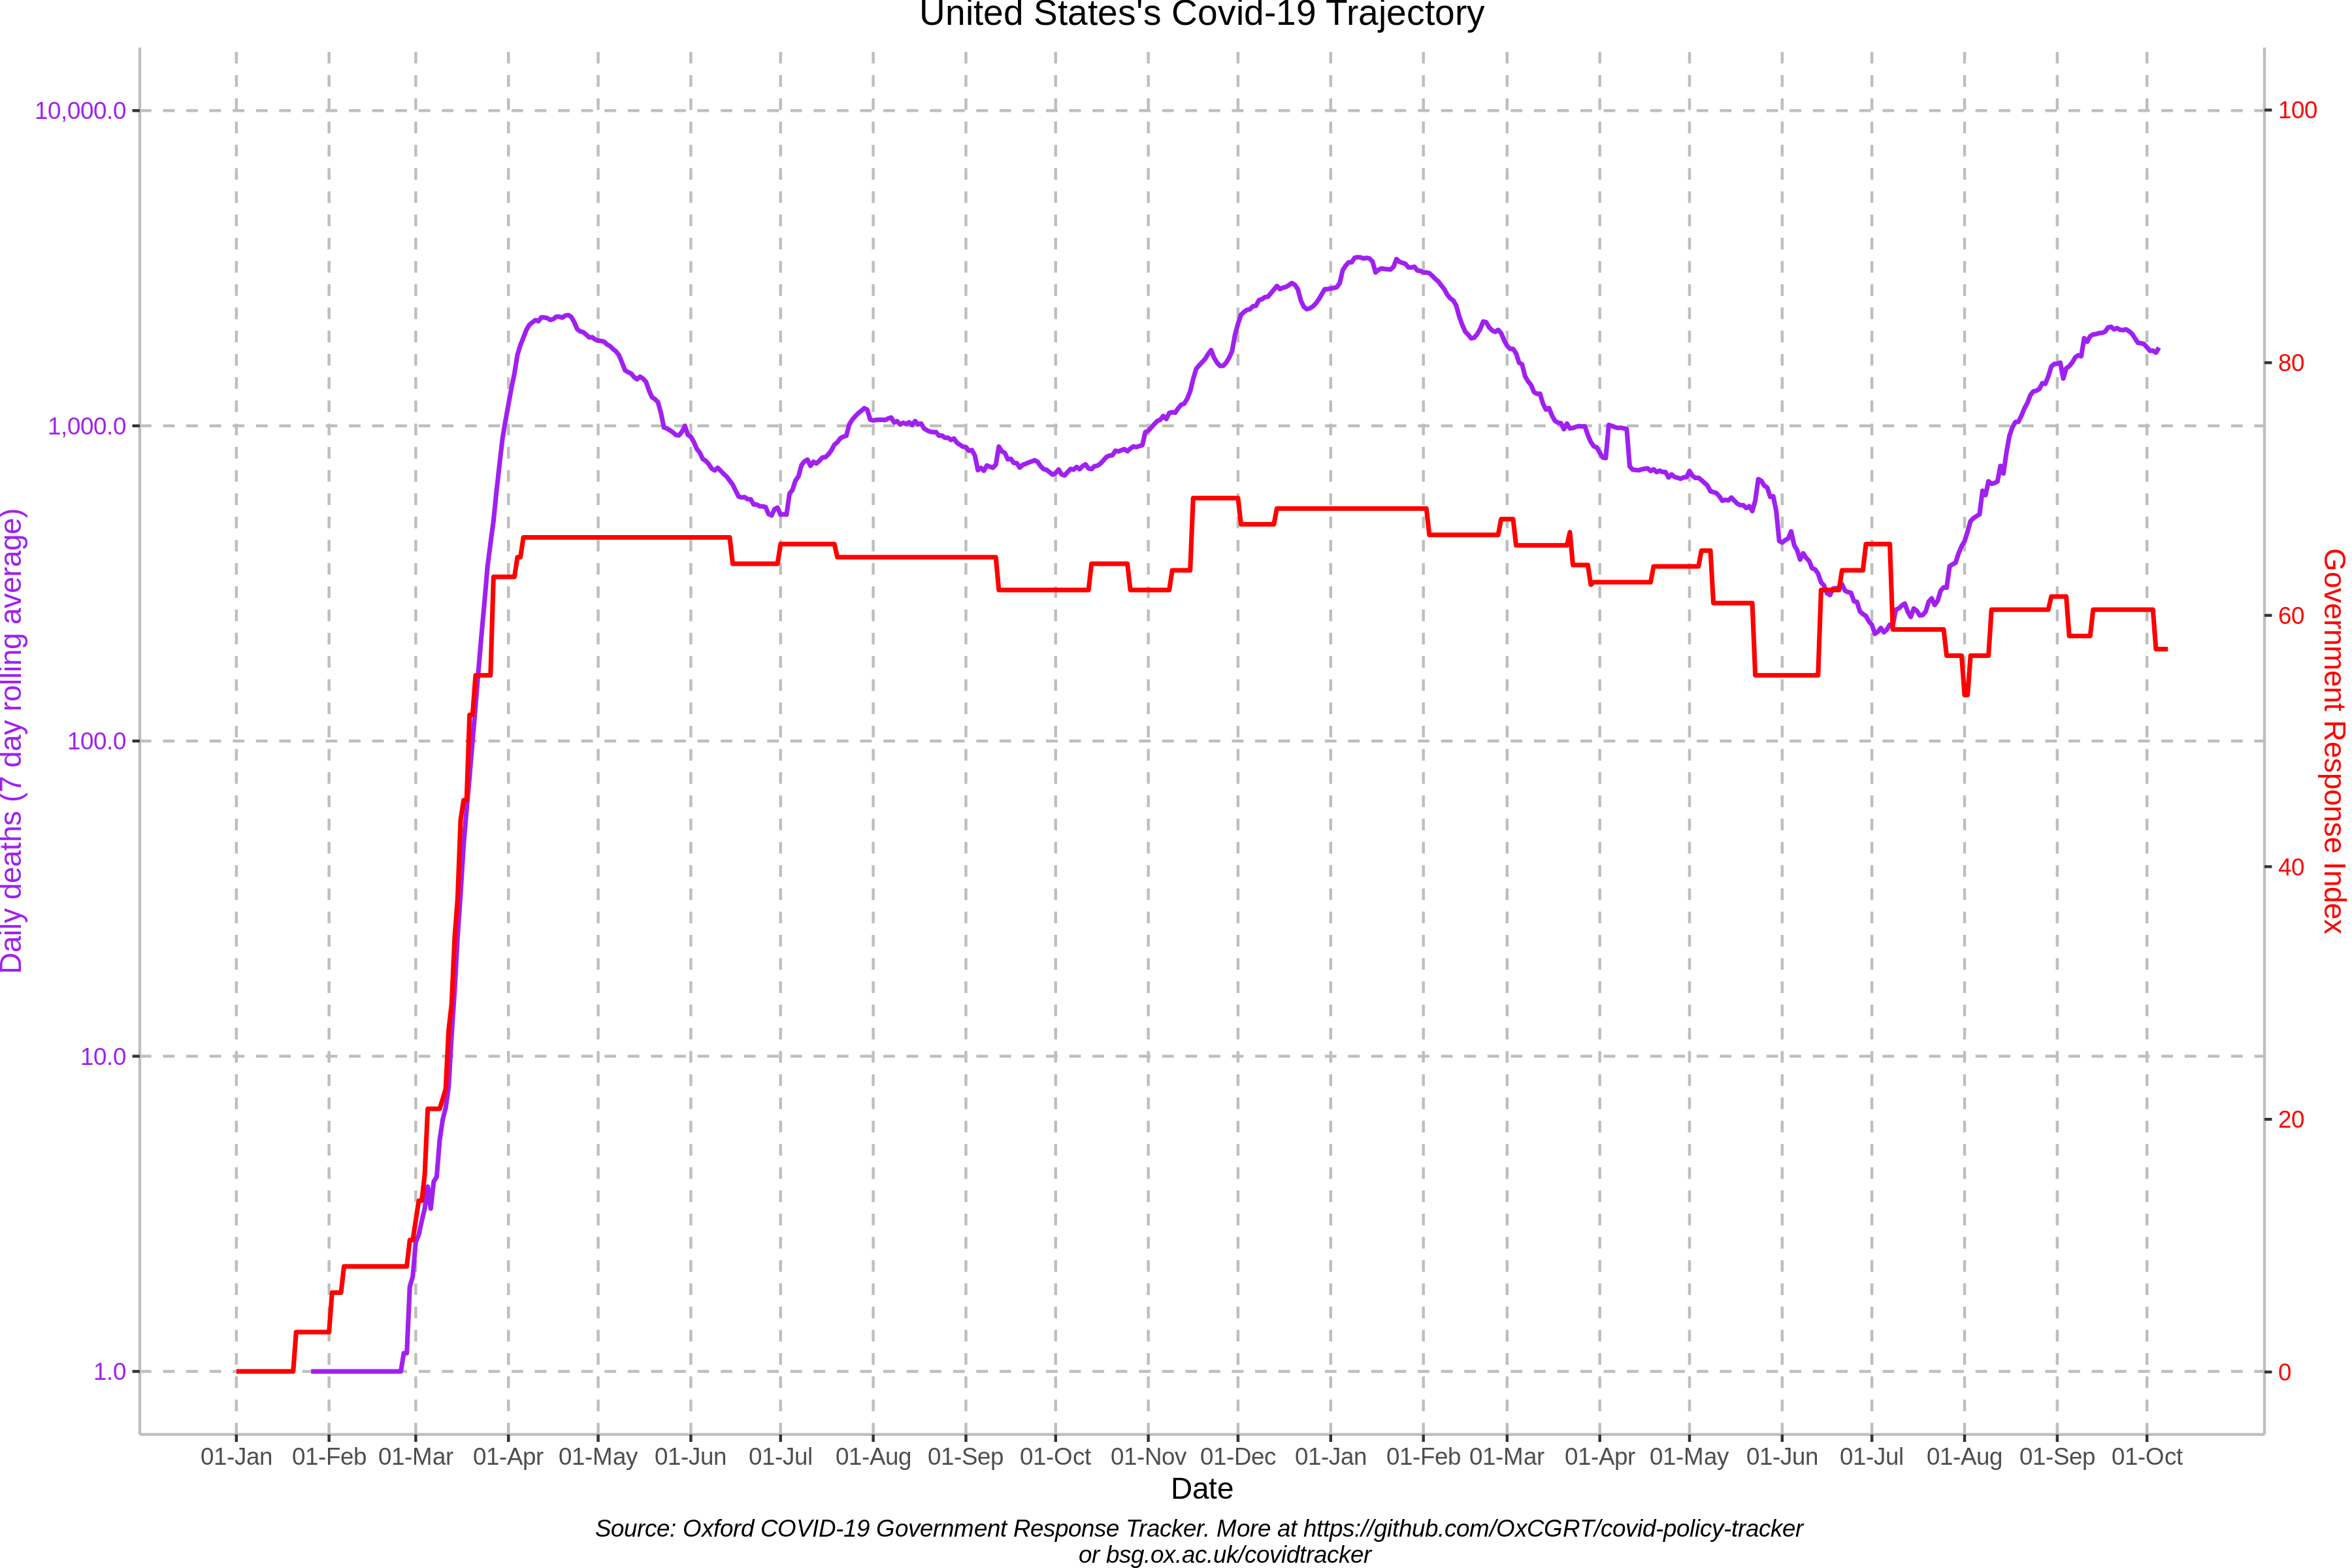 United States's Covid-19 Trajectory
Daily deaths (7 day rolling average)
10,000.0
1,000.0
100.0
10.0
1.0
100
80
60
40
20
0
Government Response Index
01-Jan 01-Feb 01-Mar 01-Apr 01-May 01-Jun 01-Jul 01-Aug 01-Sep 01-Oct 01-Nov 01-Dec 01-Jan 01-Feb 01-Mar 01-Apr 01-May 01-Jun 01-Jul 01-Aug 01-Sep 01-Oct
Date
Source: Oxford COVID-19 Government Response Tracker. More at https://github.com/OxCGRT/covid-policy-tracker
or bsg.ox.ac.uk/covidtracker